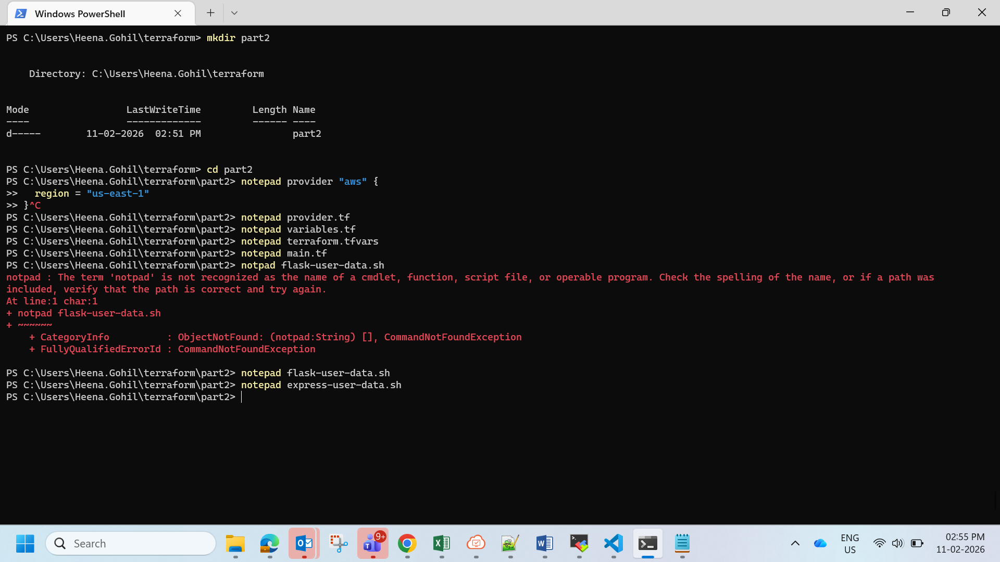 Windows PowerShell
PS C:\Users\Heena.Gohil\terraform> mkdir part2
Directory: C:\Users\Heena.Gohil\terraform
Mode                 LastWriteTime         Length Name
----                 -------------         ------ ----
d-----        11-02-2026  02:51 PM                part2
PS C:\Users\Heena.Gohil\terraform> cd part2
PS C:\Users\Heena.Gohil\terraform\part2> notepad provider "aws" {
>>   region = "us-east-1"
>> }^C
PS C:\Users\Heena.Gohil\terraform\part2> notepad provider.tf
PS C:\Users\Heena.Gohil\terraform\part2> notepad variables.tf
PS C:\Users\Heena.Gohil\terraform\part2> notepad terraform.tfvars
PS C:\Users\Heena.Gohil\terraform\part2> notepad main.tf
PS C:\Users\Heena.Gohil\terraform\part2> notpad flask-user-data.sh
notpad : The term 'notpad' is not recognized as the name of a cmdlet, function, script file, or operable program. Check the spelling of the name, or if a path was
included, verify that the path is correct and try again.
At line:1 char:1
+ notpad flask-user-data.sh
+ ~~~~~~
    + CategoryInfo          : ObjectNotFound: (notpad:String) [], CommandNotFoundException
    + FullyQualifiedErrorId : CommandNotFoundException
PS C:\Users\Heena.Gohil\terraform\part2> notepad flask-user-data.sh
PS C:\Users\Heena.Gohil\terraform\part2> notepad express-user-data.sh
PS C:\Users\Heena.Gohil\terraform\part2>
Search
9+
ENG
US
02:55 PM
11-02-2026